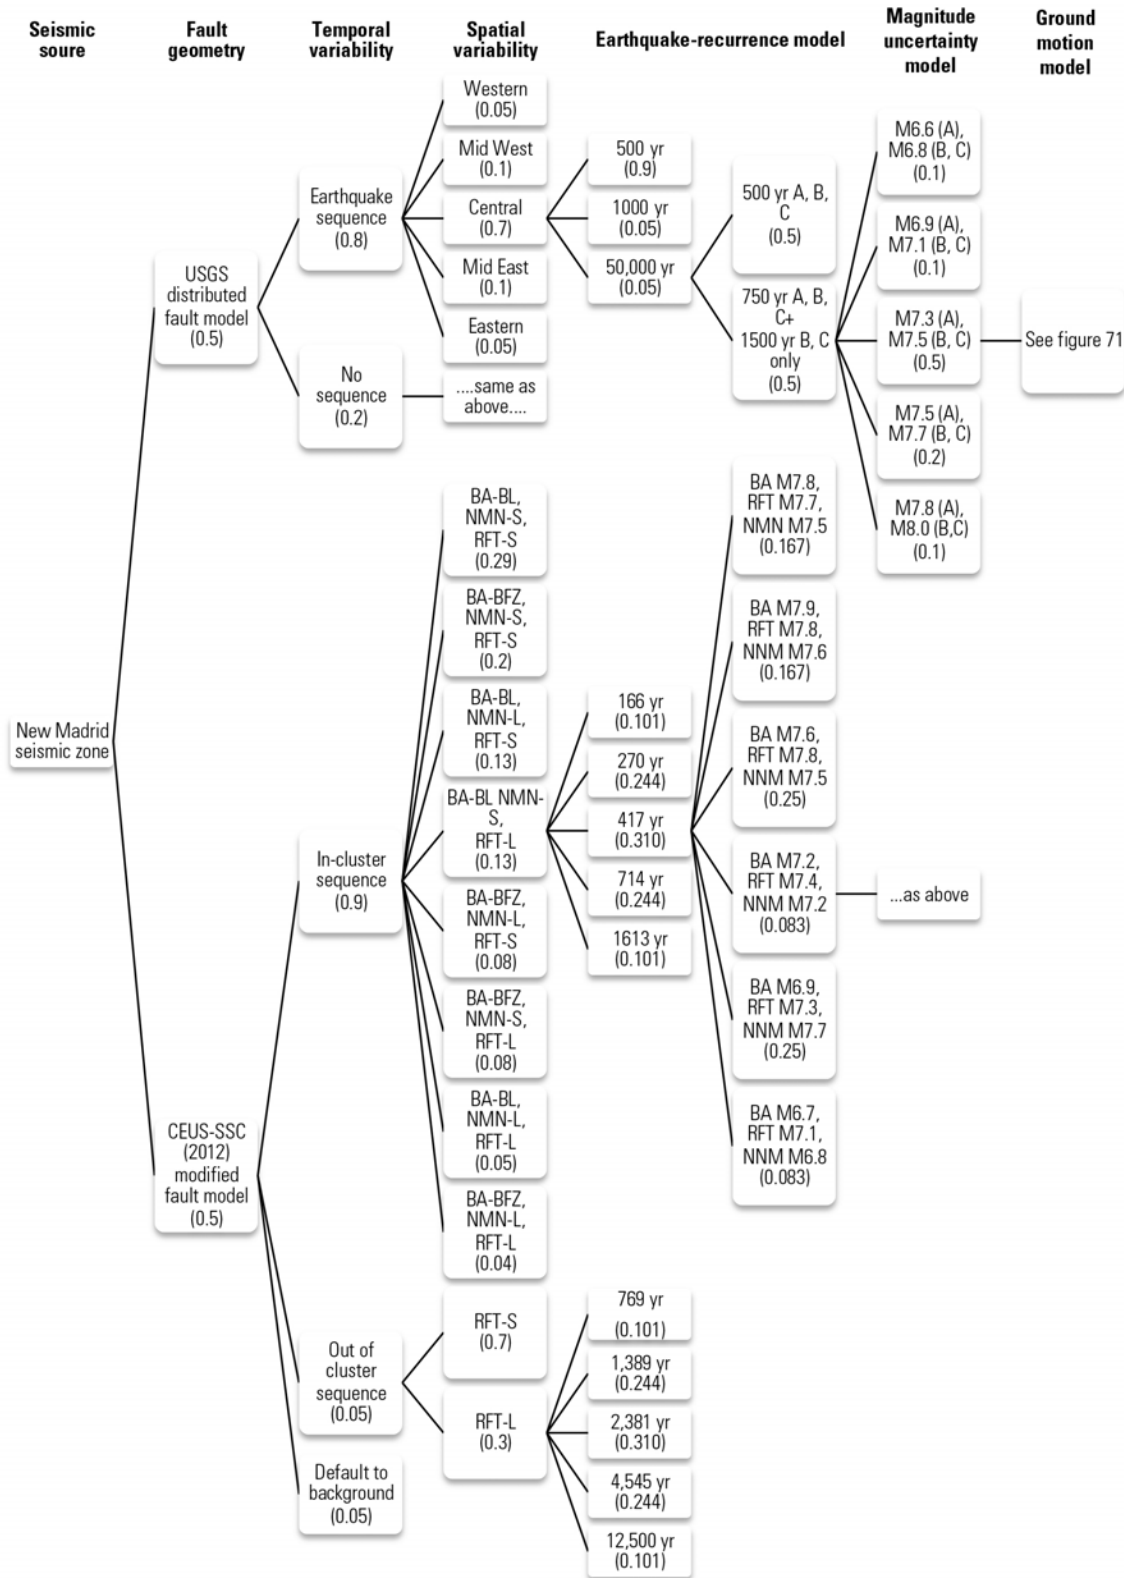 Seismic
soure
Fault
geometry
Temporal
variability
Spatial
variability
Earthquake-recurrence model
Magnitude
uncertainty
model
Ground
motion
model
New Madrid
seismic zone
USGS
distributed
fault model
(0.5)
Earthquake
sequence
(0.8)
No
sequence
(0.2)
Western
(0.05)
Mid West
(0.1)
Central
(0.7)
Mid East
(0.1)
Eastern
(0.05)
....same as
above....
500 yr
(0.9)
1000 yr
(0.05)
50,000 yr
(0.05)
500 yr A, B,
C
(0.5)
750 yr A, B,
C+
1500 yr B, C
only
(0.5)
M6.6 (A),
M6.8 (B, C)
(0.1)
M6.9 (A),
M7.1 (B, C)
(0.1)
M7.3 (A),
M7.5 (B, C)
(0.5)
M7.5 (A),
M7.7 (B, C)
(0.2)
M7.8 (A),
M8.0 (B,C)
(0.1)
See figure 71
CEUS-SSC
(2012)
modified
fault model
(0.5)
In-cluster
sequence
(0.9)
Out of
cluster
sequence
(0.05)
Default to
background
(0.05)
BA-BL,
NMN-S,
RFT-S
(0.29)
BA-BFZ,
NMN-S,
RFT-S
(0.2)
BA-BL,
NMN-L,
RFT-S
(0.13)
BA-BL NMN-
S,
RFT-L
(0.13)
BA-BFZ,
NMN-L,
RFT-S
(0.08)
BA-BFZ,
NMN-S,
RFT-L
(0.08)
BA-BL,
NMN-L,
RFT-L
(0.05)
BA-BFZ,
NMN-L,
RFT-L
(0.04)
166 yr
(0.101)
270 yr
(0.244)
417 yr
(0.310)
714 yr
(0.244)
1613 yr
(0.101)
BA M7.8,
RFT M7.7,
NMN M7.5
(0.167)
BA M7.9,
RFT M7.8,
NNM M7.6
(0.167)
BA M7.6,
RFT M7.8,
NNM M7.5
(0.25)
BA M7.2,
RFT M7.4,
NNM M7.2
(0.083)
BA M6.9,
RFT M7.3,
NNM M7.7
(0.25)
BA M6.7,
RFT M7.1,
NNM M6.8
(0.083)
...as above
RFT-S
(0.7)
RFT-L
(0.3)
769 yr
(0.101)
1,389 yr
(0.244)
2,381 yr
(0.310)
4,545 yr
(0.244)
12,500 yr
(0.101)